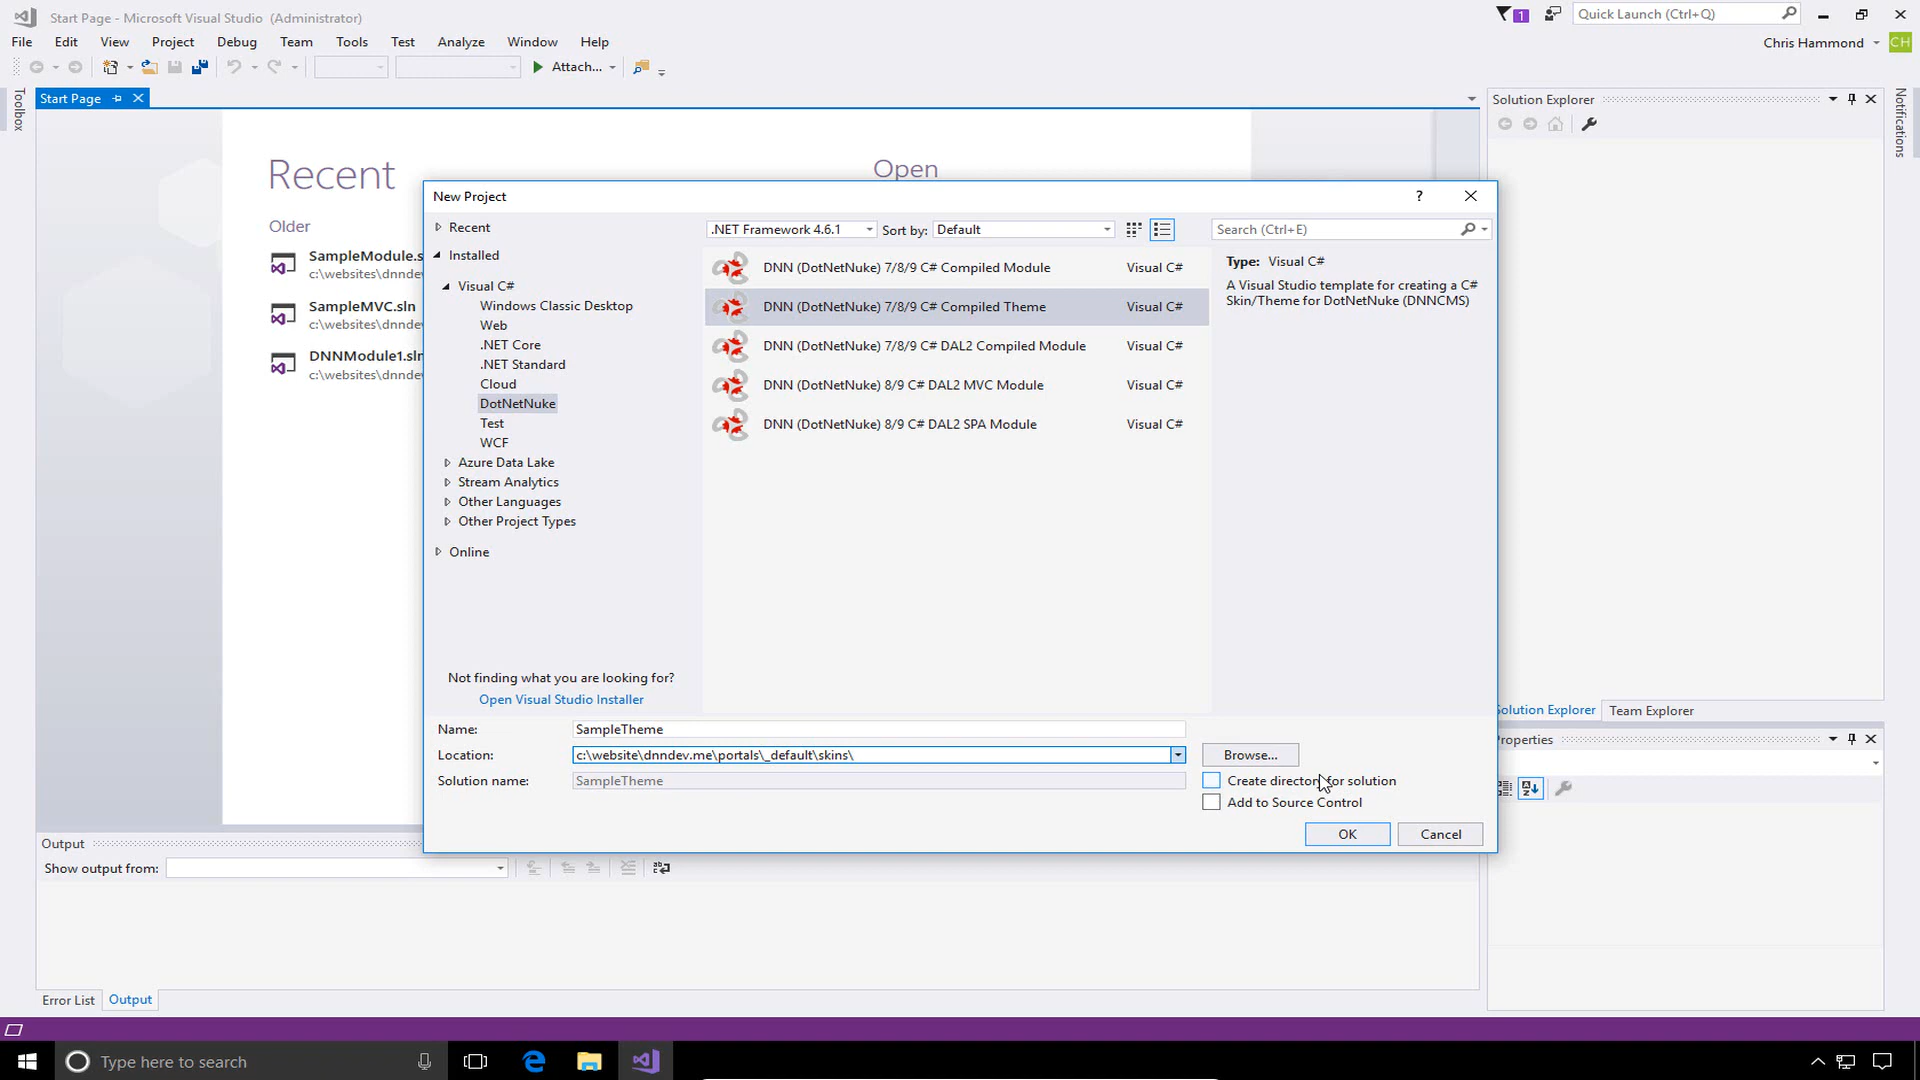 Start Page - Microsoft Visual Studio (Administrator)
1
Quick Launch (Ctrl+Q)
File Edit View Project Debug Team Tools Test Analyze Window Help
Chris Hammond CH
Attach...
Toolbox
Start Page
Solution Explorer
Notifications
Recent
Open
Older
SampleModule.s
c:\websites\dnndev
SampleMVC.sln
c:\websites\dnndev
DNNModule1.sln
c:\websites\dnndev
New Project
?
Recent
.NET Framework 4.6.1
Sort by: Default
Search (Ctrl+E)
Installed
Visual C#
Windows Classic Desktop
Web
.NET Core
.NET Standard
Cloud
DotNetNuke
Test
WCF
Azure Data Lake
Stream Analytics
Other Languages
Other Project Types
Online
DNN (DotNetNuke) 7/8/9 C# Compiled Module Visual C#
DNN (DotNetNuke) 7/8/9 C# Compiled Theme Visual C#
DNN (DotNetNuke) 7/8/9 C# DAL2 Compiled Module Visual C#
DNN (DotNetNuke) 8/9 C# DAL2 MVC Module Visual C#
DNN (DotNetNuke) 8/9 C# DAL2 SPA Module Visual C#
Type: Visual C#
A Visual Studio template for creating a C#
Skin/Theme for DotNetNuke (DNNCMS)
Not finding what you are looking for?
Open Visual Studio Installer
Name: SampleTheme
Location: c:\website\dnndev.me\portals\_default\skins\
Browse...
Solution name: SampleTheme
Create directory for solution
Add to Source Control
OK Cancel
Solution Explorer Team Explorer
Properties
Output
Show output from:
Error List Output
Type here to search